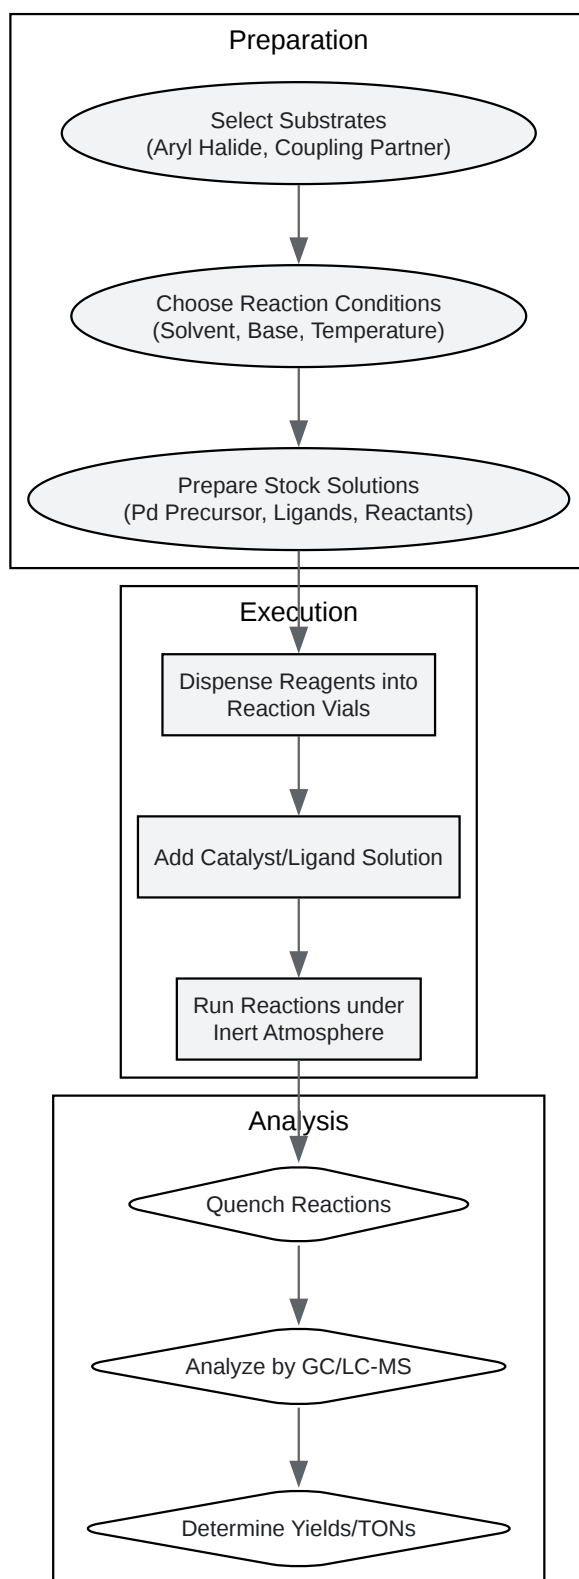 Preparation
Select Substrates
(Aryl Halide, Coupling Partner)
Choose Reaction Conditions
(Solvent, Base, Temperature)
Prepare Stock Solutions
(Pd Precursor, Ligands, Reactants)
Execution
Dispense Reagents into
Reaction Vials
Add Catalyst/Ligand Solution
Run Reactions under
Inert Atmosphere
Analysis
Quench Reactions
Analyze by GC/LC-MS
Determine Yields/TONs